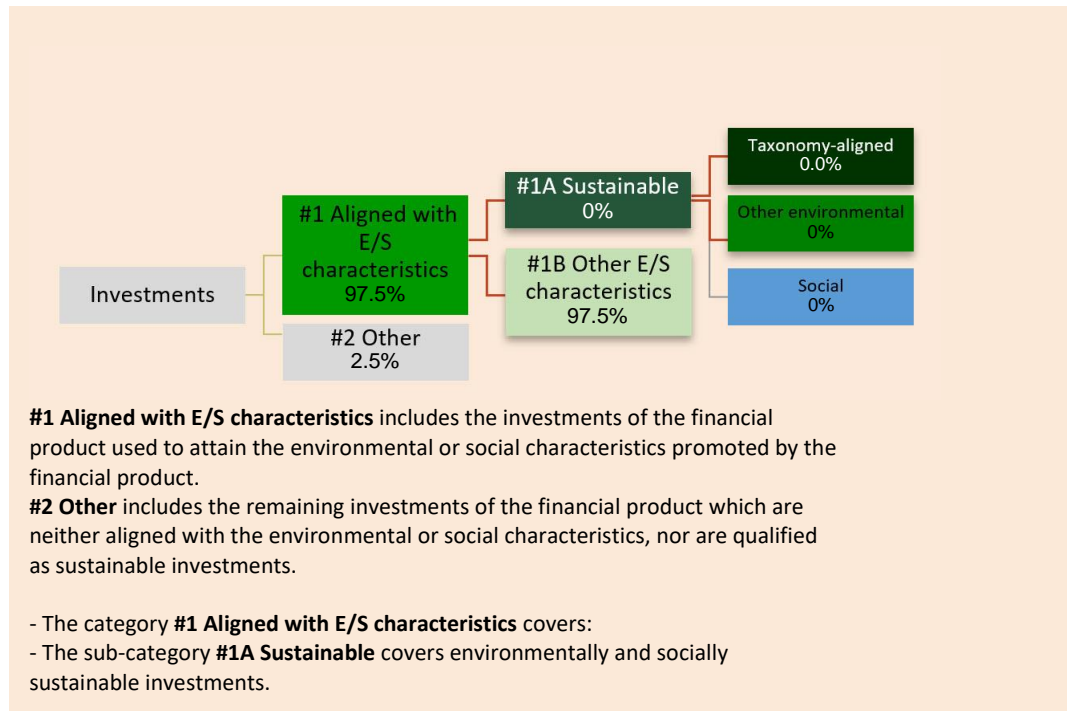 Investments
#1 Aligned with
E/S
characteristics
97.5%
#2 Other
2.5%
#1A Sustainable
0%
#1B Other E/S
characteristics
97.5%
Taxonomy-aligned
0.0%
Other environmental
0%
Social
0%
#1 Aligned with E/S characteristics includes the investments of the financial
product used to attain the environmental or social characteristics promoted by the
financial product.
#2 Other includes the remaining investments of the financial product which are
neither aligned with the environmental or social characteristics, nor are qualified
as sustainable investments.
- The category #1 Aligned with E/S characteristics covers:
- The sub-category #1A Sustainable covers environmentally and socially
sustainable investments.